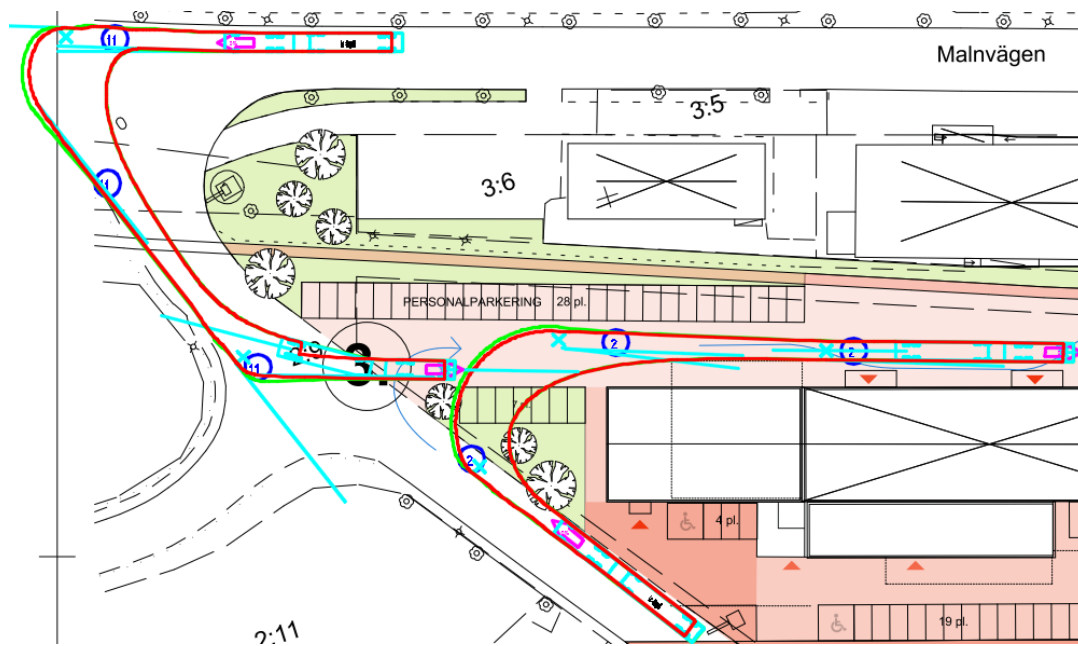 11
Malnvägen
3:5
11
3:6
PERSONALPARKERING 28 pl.
2
2
11
2
4 pl.
19 pl.
2:11